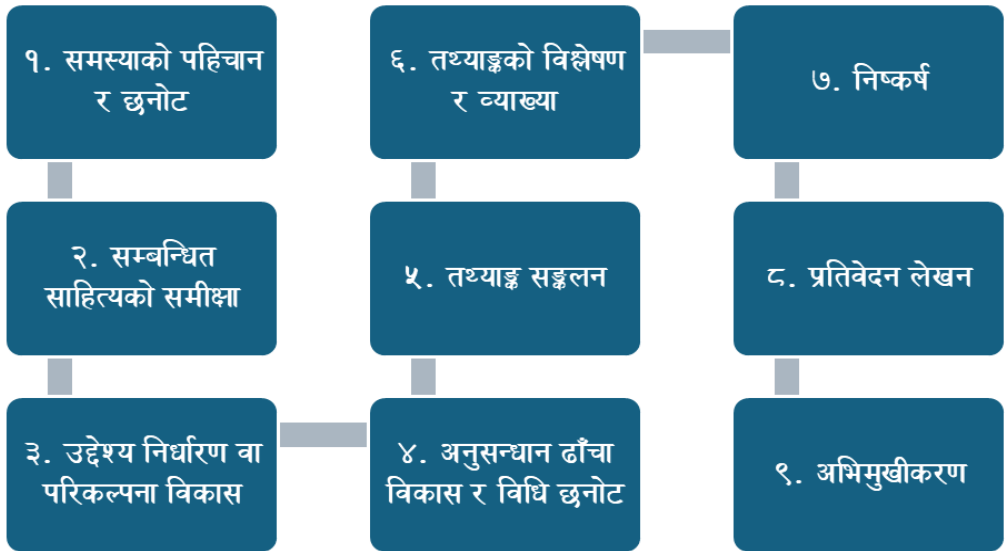 १. समस्याको पहिचान
र छनोट
२. सम्बन्धित
साहित्यको समीक्षा
३. उद्देश्य निर्धारण वा
परिकल्पना विकास
४. अनुसन्धान ढाँचा
विकास र विधि छनोट
५. तथ्याङ्क सङ्कलन
६. तथ्याङ्कको विश्लेषण
र व्याख्या
७. निष्कर्ष
८. प्रतिवेदन लेखन
९. अभिमुखीकरण